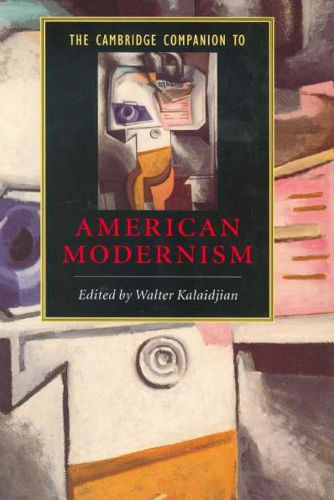 THE CAMBRIDGE COMPANION TO
AMERICAN
MODERNISM
Edited by Walter Kalaidjian